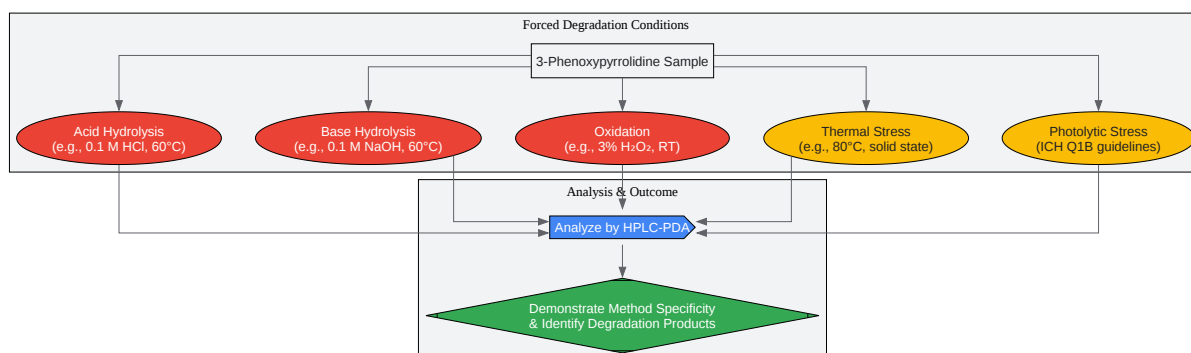 Forced Degradation Conditions
3-Phenoxypyrrolidine Sample
Acid Hydrolysis
(e.g., 0.1 M HCl, 60°C)
Base Hydrolysis
(e.g., 0.1 M NaOH, 60°C)
Oxidation
(e.g., 3% H₂O₂, RT)
Thermal Stress
(e.g., 80°C, solid state)
Photolytic Stress
(ICH Q1B guidelines)
Analysis & Outcome
Analyze by HPLC-PDA
Demonstrate Method Specificity
& Identify Degradation Products